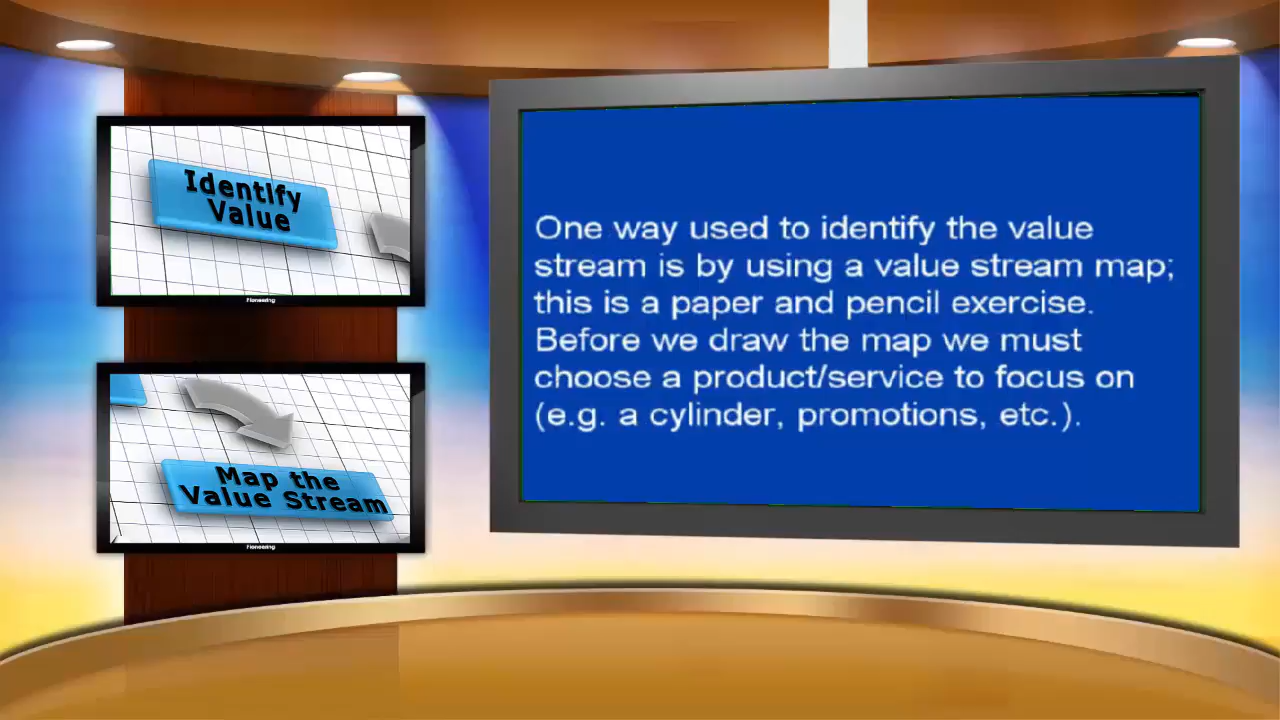 Identify
Value
Pioneering
Map the
Value Stream
Pioneering
One way used to identify the value
stream is by using a value stream map;
this is a paper and pencil exercise.
Before we draw the map we must
choose a product/service to focus on
(e.g. a cylinder, promotions, etc.).